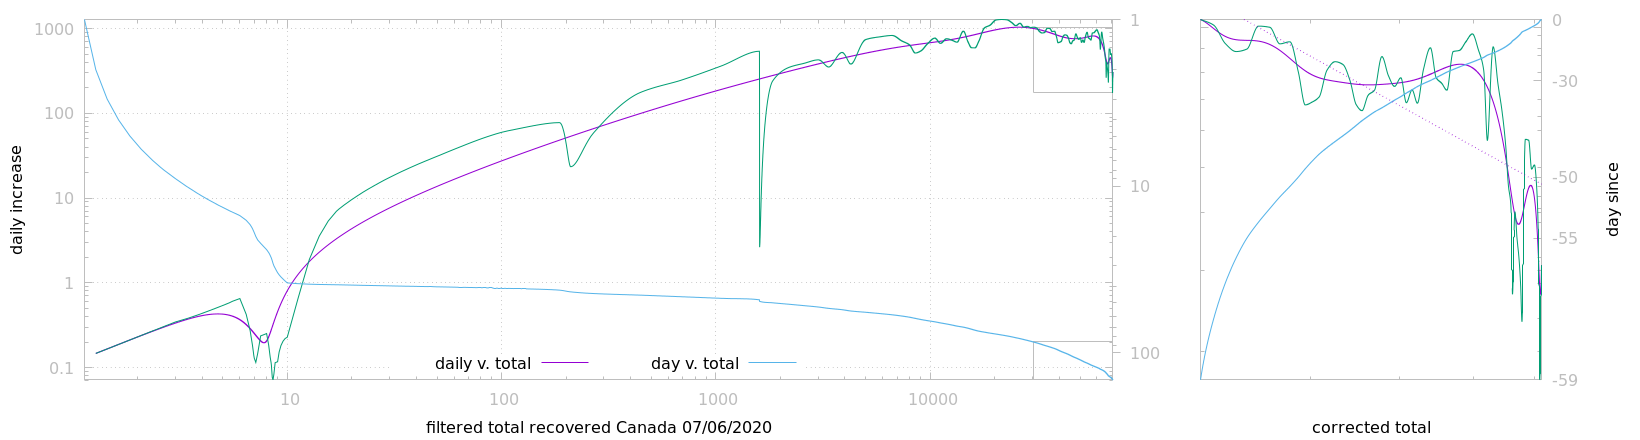 1000
100
10
1
0.1
daily increase
10
100
1000
10000
filtered total recovered Canada 07/06/2020
daily v. total
day v. total
1
10
100
0
-30
-50
-55
-59
day since
corrected total